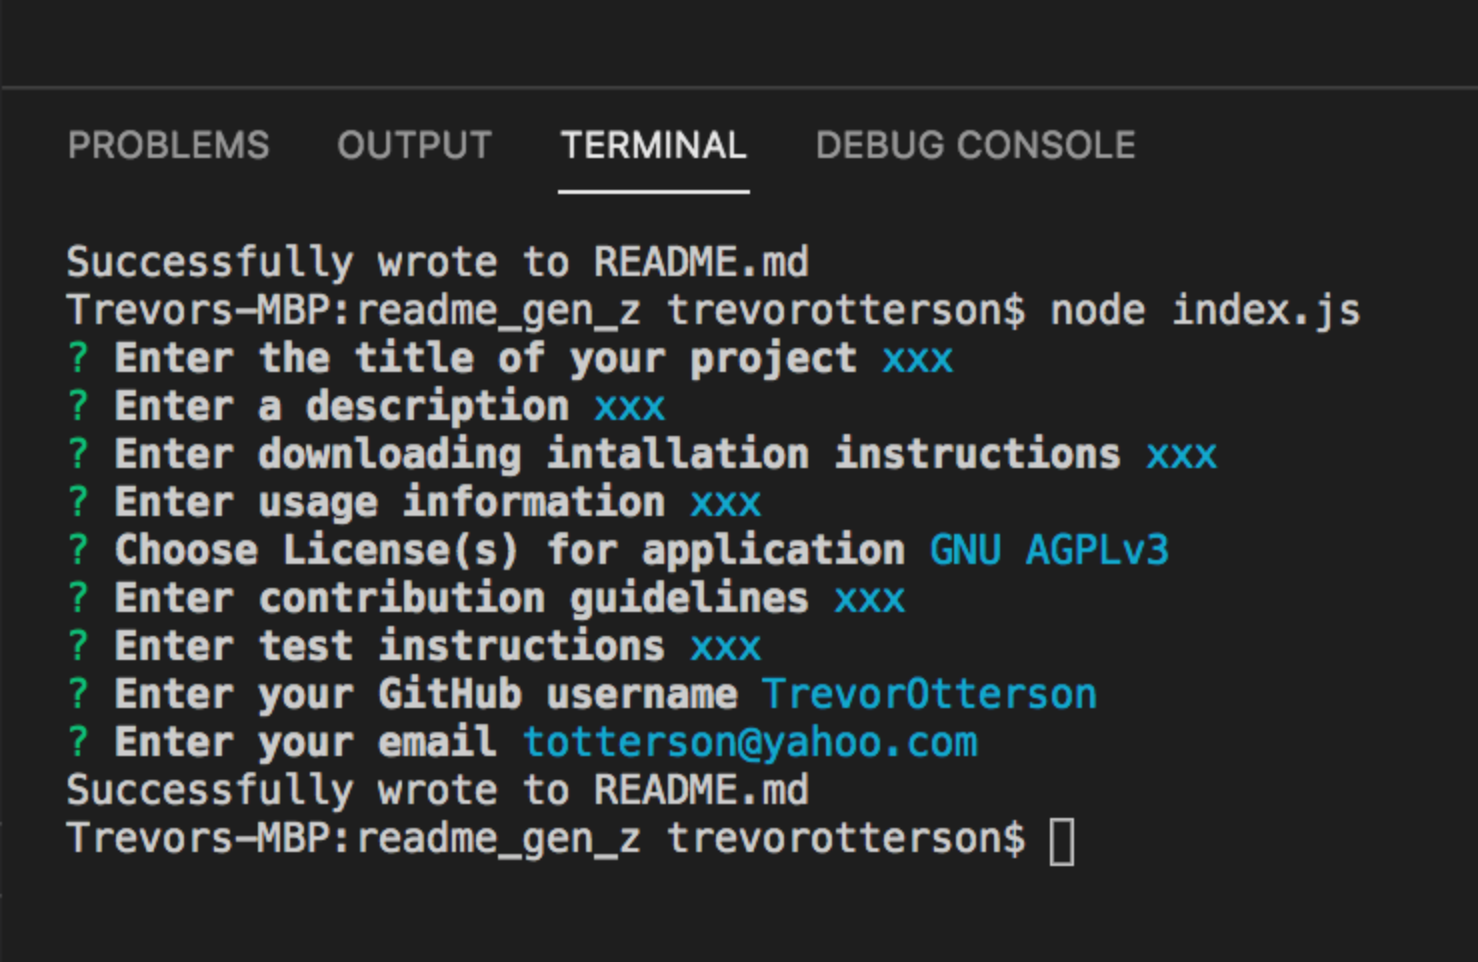 PROBLEMS OUTPUT TERMINAL DEBUG CONSOLE
Successfully wrote to README.md
Trevors-MBP:readme_gen_z trevorotterson$ node index.js
? Enter the title of your project xxx
? Enter a description xxx
? Enter downloading intallation instructions xxx
? Enter usage information xxx
? Choose License(s) for application GNU AGPLv3
? Enter contribution guidelines xxx
? Enter test instructions xxx
? Enter your GitHub username TrevorOtterson
? Enter your email totterson@yahoo.com
Successfully wrote to README.md
Trevors-MBP:readme_gen_z trevorotterson$